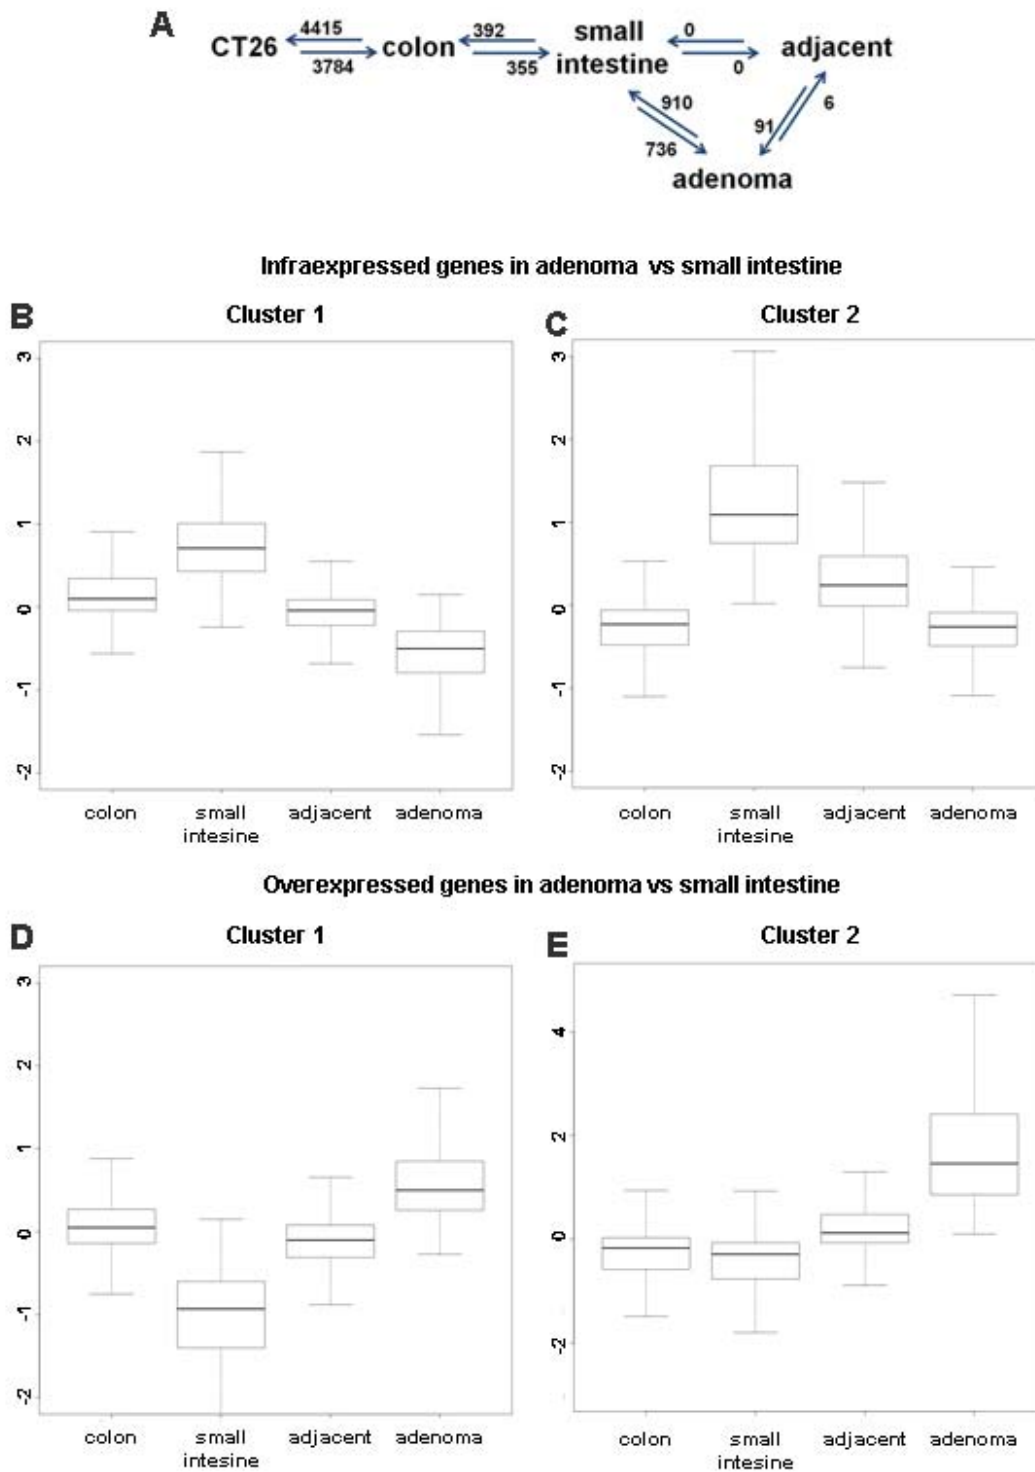 A
CT26
4415
3784
colon
392
355
small
intestine
0
0
adjacent
910
736
91
6
adenoma
Infraexpressed genes in adenoma vs small intestine
B
Cluster 1
3
2
1
0
-1
-2
colon
small
intesine
adjacent
adenoma
C
Cluster 2
3
2
1
0
-1
-2
colon
small
intesine
adjacent
adenoma
Overexpressed genes in adenoma vs small intestine
D
Cluster 1
3
2
1
0
-1
-2
colon
small
intesine
adjacent
adenoma
E
Cluster 2
4
2
0
-2
colon
small
intesine
adjacent
adenoma